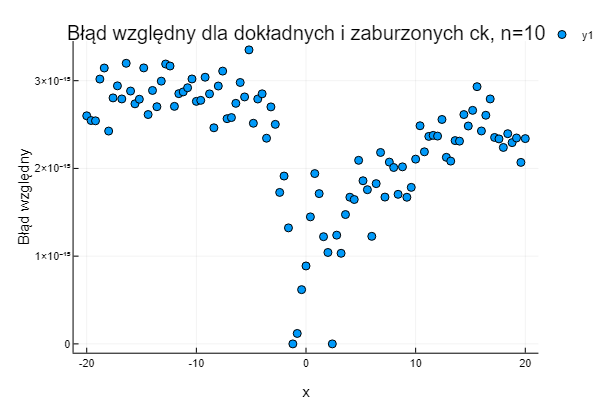 Błąd względny dla dokładnych i zaburzonych ck, n=10
y1
Błąd względny
3×10⁻¹⁵
2×10⁻¹⁵
1×10⁻¹⁵
0
-20 -10 0 10 20
x